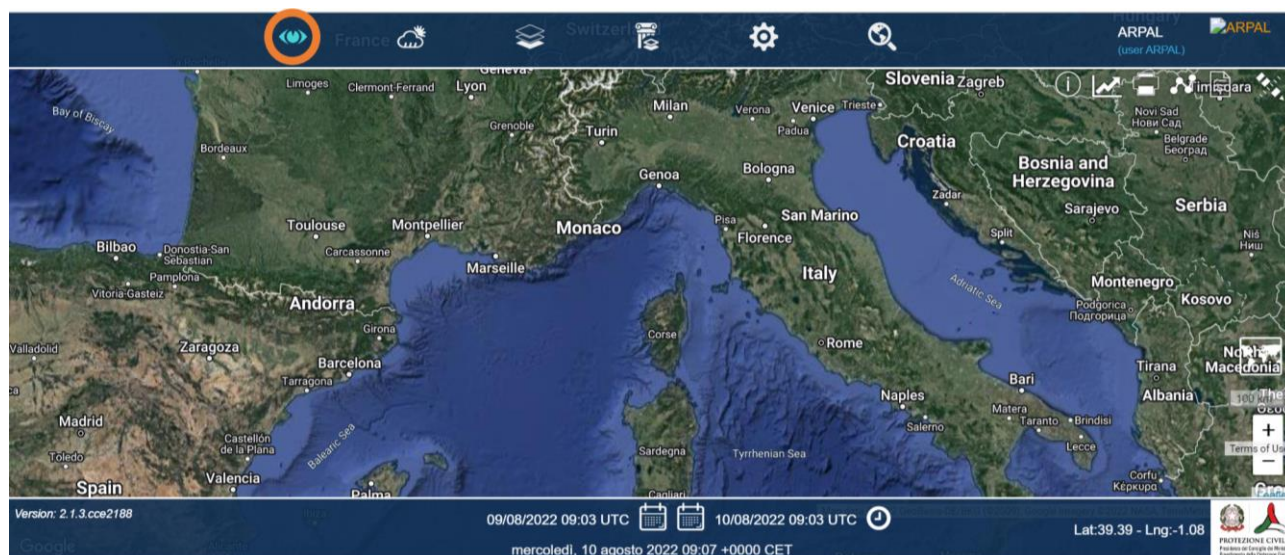 Hungary
France
Switzerland
ARPAL
(user ARPAL)
ARPAL
Limoges
Clermont-Ferrand
Lyon
Geneva
Slovenia
Zagreb
Timișoara
Bay of Biscay
Milan
Verona
Venice
Trieste
Novi Sad
Нови Сад
Grenoble
Turin
Padua
Croatia
Belgrade
Београд
Bordeaux
Bologna
Bosnia and
Herzegovina
Genoa
Zadar
Sarajevo
Serbia
Toulouse
Montpellier
Monaco
Pisa
San Marino
Florence
Split
Niš
Ниш
Bilbao
Donostia-San
Sebastian
Carcassonne
Marseille
Italy
Adriatic Sea
Pamplona
Vitoria-Gasteiz
Andorra
Montenegro
Podgorica
Подгорица
Kosovo
Girona
Corse
Valladolid
Zaragoza
Rome
Barcelona
Tirana
North
Macedonia
Tarragona
Bari
Naples
Albania
100 km
Madrid
Salerno
Matera
Taranto
Brindisi
Toledo
Castellón
de la Plana
Balearic Sea
Sardegna
Tyrrhenian Sea
Lecce
+
Terms of Use
−
Spain
Valencia
Palma
Cagliari
Corfu
Κέρκυρα
Version: 2.1.3.cce2188
09/08/2022 09:03 UTC
10/08/2022 09:03 UTC
Lat:39.39 - Lng:-1.08
Google
mercoledì, 10 agosto 2022 09:07 +0000 CET
PROTEZIONE CIVILE